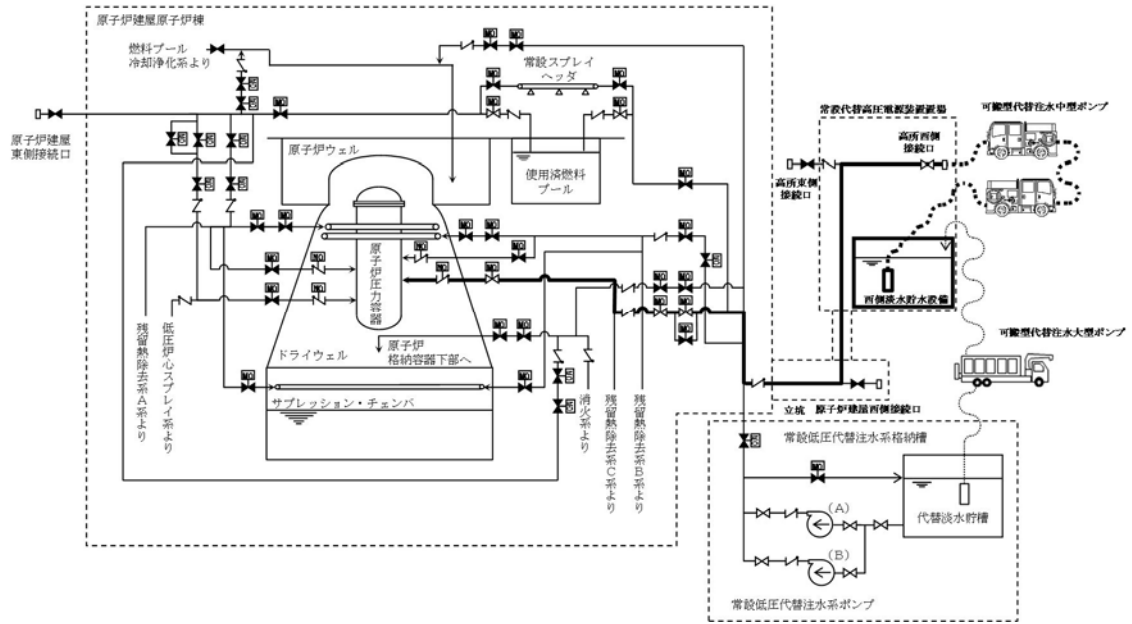 原子炉建屋原子炉棟
燃料プール
冷却浄化系より
常設スプレイ
ヘッダ
原子炉建屋
東側接続口
原子炉ウェル
使用済燃料
プール
原子炉圧力容器
ドライウェル
原子炉
格納容器下部へ
サプレッション・チェンバ
残留熱除去系A系より
低圧炉心スプレイ系より
消火系より
残留熱除去系C系より
残留熱除去系B系より
常設代替高圧電源装置置場
可搬型代替注水中型ポンプ
高所西側
接続口
高所東側
接続口
西側淡水貯水設備
可搬型代替注水大型ポンプ
立坑
原子炉建屋西側接続口
常設低圧代替注水系格納槽
(A)
代替淡水貯槽
(B)
常設低圧代替注水系ポンプ